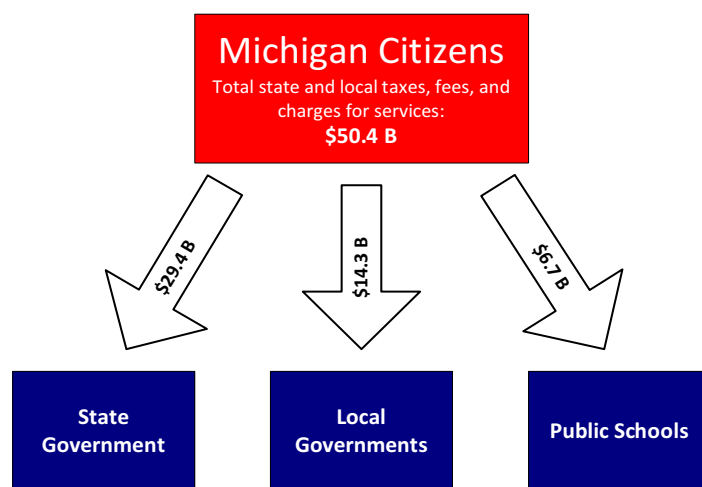 Michigan Citizens
Total state and local taxes, fees, and
charges for services:
$50.4 B
$29.4 B
$14.3 B
$6.7 B
State
Government
Local
Governments
Public Schools